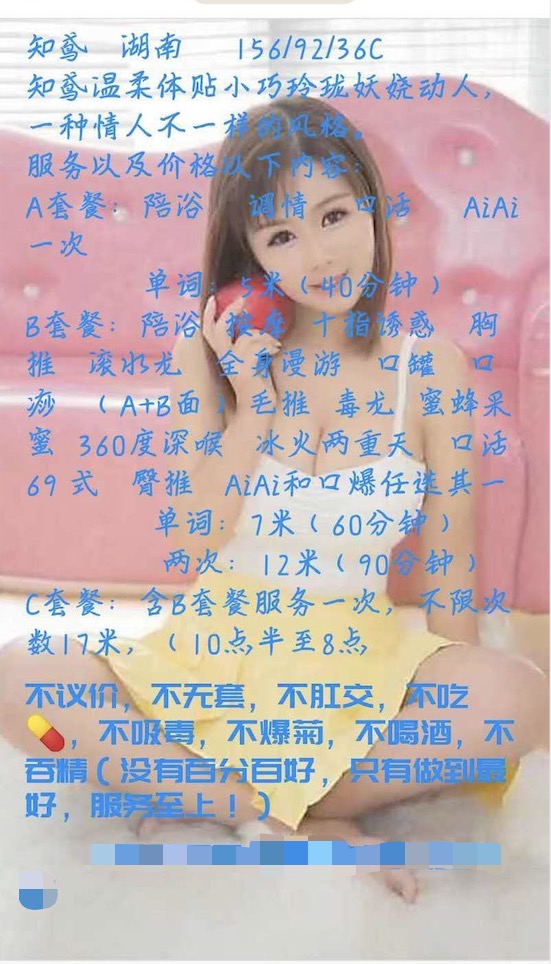 知鸢 湖南 156/92/36C
知鸢温柔体贴小巧玲珑妖娆动人，
一种情人不一样的风格。
服务以及价格以下内容：
A套餐：陪浴 调情 口活 AiAi
一次
单词：5米（40分钟）
B套餐：陪浴 按摩 十指诱惑 胸
推 滚水龙 全身漫游 口罐 口
痧 （A+B面）毛推 毒龙 蜜蜂采
蜜 360度深喉 冰火两重天 口活
69式 臀推 AiAi和口爆任选其一
单词：7米（60分钟）
两次：12米（90分钟）
C套餐：含B套餐服务一次，不限次
数17米，（10点半至8点
不议价，不无套，不肛交，不吃
💊，不吸毒，不爆菊，不喝酒，不
吞精（没有百分百好，只有做到最
好，服务至上！）